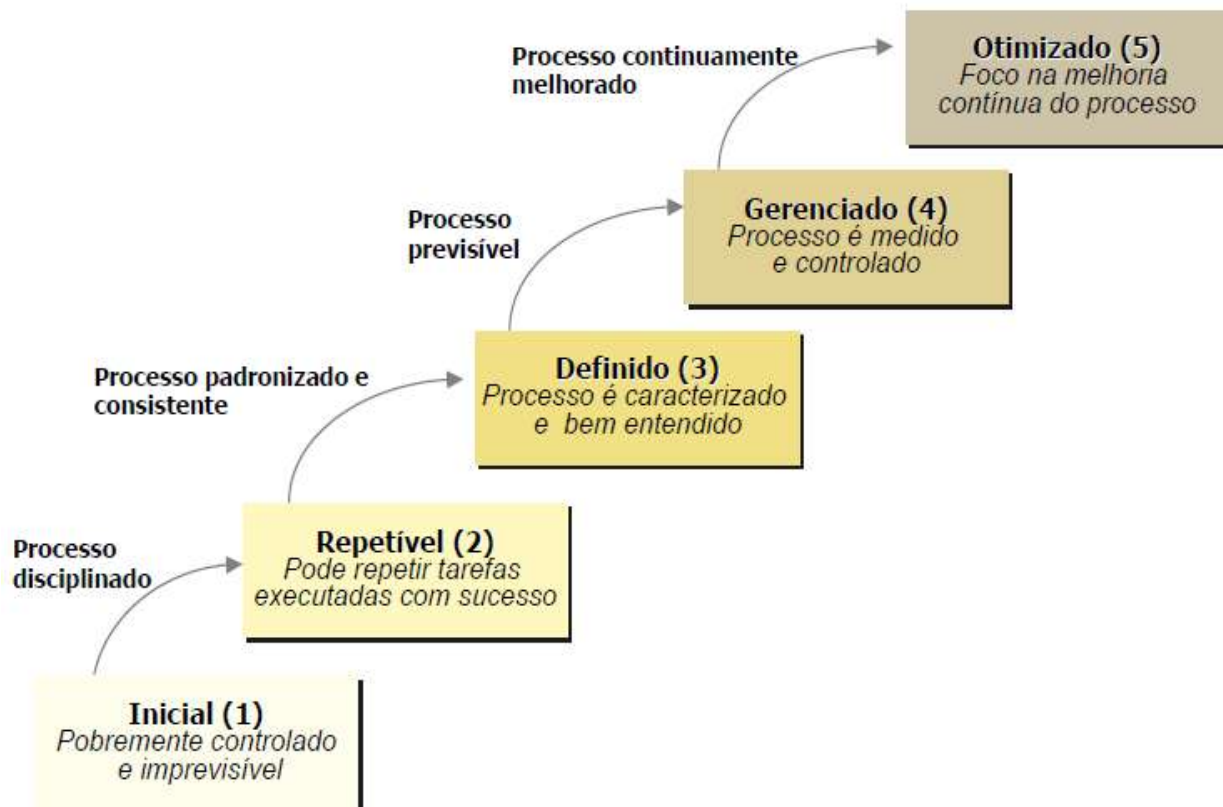 Processo continuamente
melhorado
Otimizado (5)
Foco na melhoria
contínua do processo
Processo
previsível
Gerenciado (4)
Processo é medido
e controlado
Processo padronizado e
consistente
Definido (3)
Processo é caracterizado
e bem entendido
Processo
disciplinado
Repetível (2)
Pode repetir tarefas
executadas com sucesso
Inicial (1)
Pobremente controlado
e imprevisível